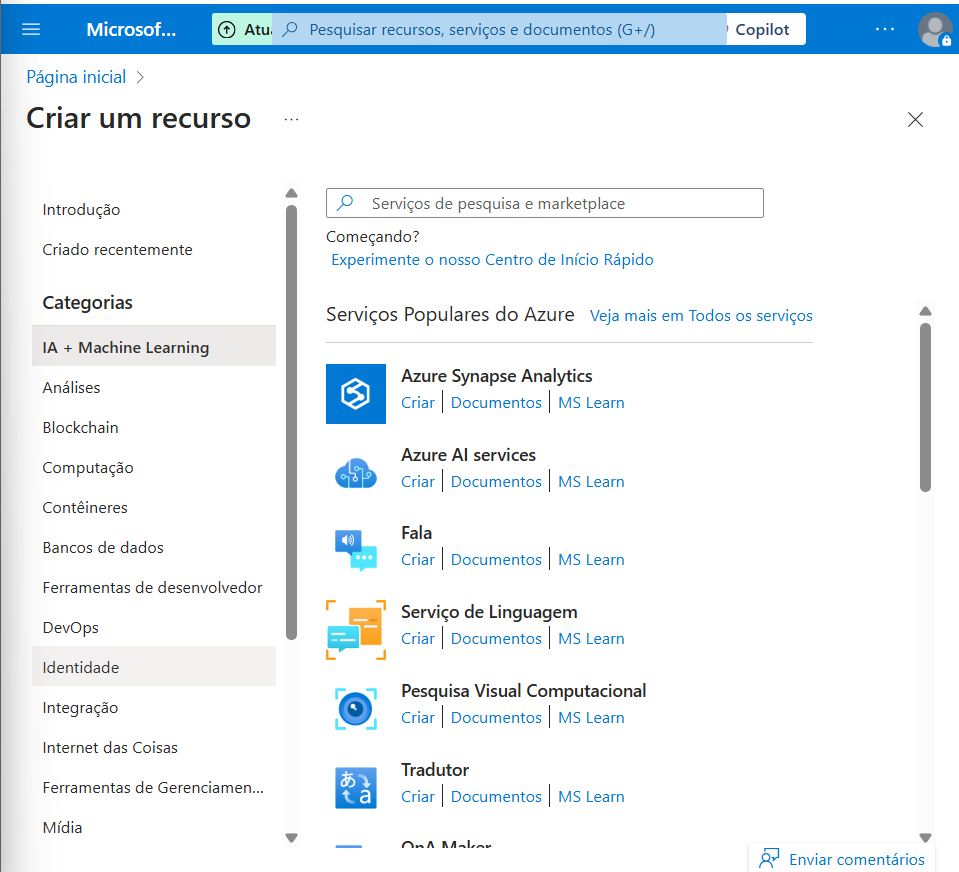 Microsof...
Atua
Pesquisar recursos, serviços e documentos (G+/)
Copilot
Página inicial
Criar um recurso
Introdução
Criado recentemente
Categorias
IA + Machine Learning
Análises
Blockchain
Computação
Contêineres
Bancos de dados
Ferramentas de desenvolvedor
DevOps
Identidade
Integração
Internet das Coisas
Ferramentas de Gerenciamen...
Mídia
Serviços de pesquisa e marketplace
Começando?
Experimente o nosso Centro de Início Rápido
Serviços Populares do Azure
Veja mais em Todos os serviços
Azure Synapse Analytics
Criar | Documentos | MS Learn
Azure AI services
Criar | Documentos | MS Learn
Fala
Criar | Documentos | MS Learn
Serviço de Linguagem
Criar | Documentos | MS Learn
Pesquisa Visual Computacional
Criar | Documentos | MS Learn
Tradutor
Criar | Documentos | MS Learn
QnA Maker
Enviar comentários